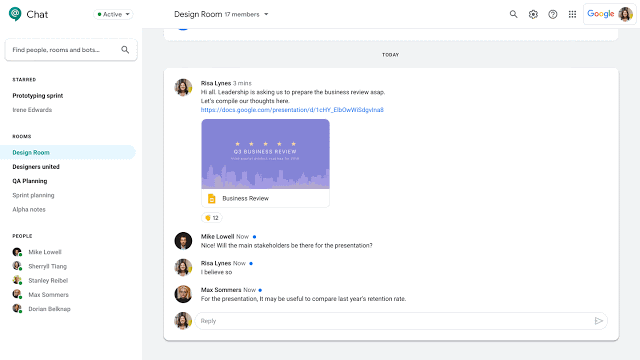 Chat
Active
Design Room 17 members
Google
Find people, rooms and bots...
STARRED
Prototyping sprint
Irene Edwards
ROOMS
Design Room
Designers united
QA Planning
Sprint planning
Alpha notes
PEOPLE
Mike Lowell
Sherryll Tiang
Stanley Reibel
Max Sommers
Dorian Belknap
TODAY
Risa Lynes 3 mins
Hi all. Leadership is asking us to prepare the business review asap.
Let's compile our thoughts here.
Q3 BUSINESS REVIEW
Business Review
12
Mike Lowell Now
Nice! Will the main stakeholders be there for the presentation?
Risa Lynes Now
I believe so
Max Sommers Now
For the presentation, It may be useful to compare last year's retention rate.
Reply